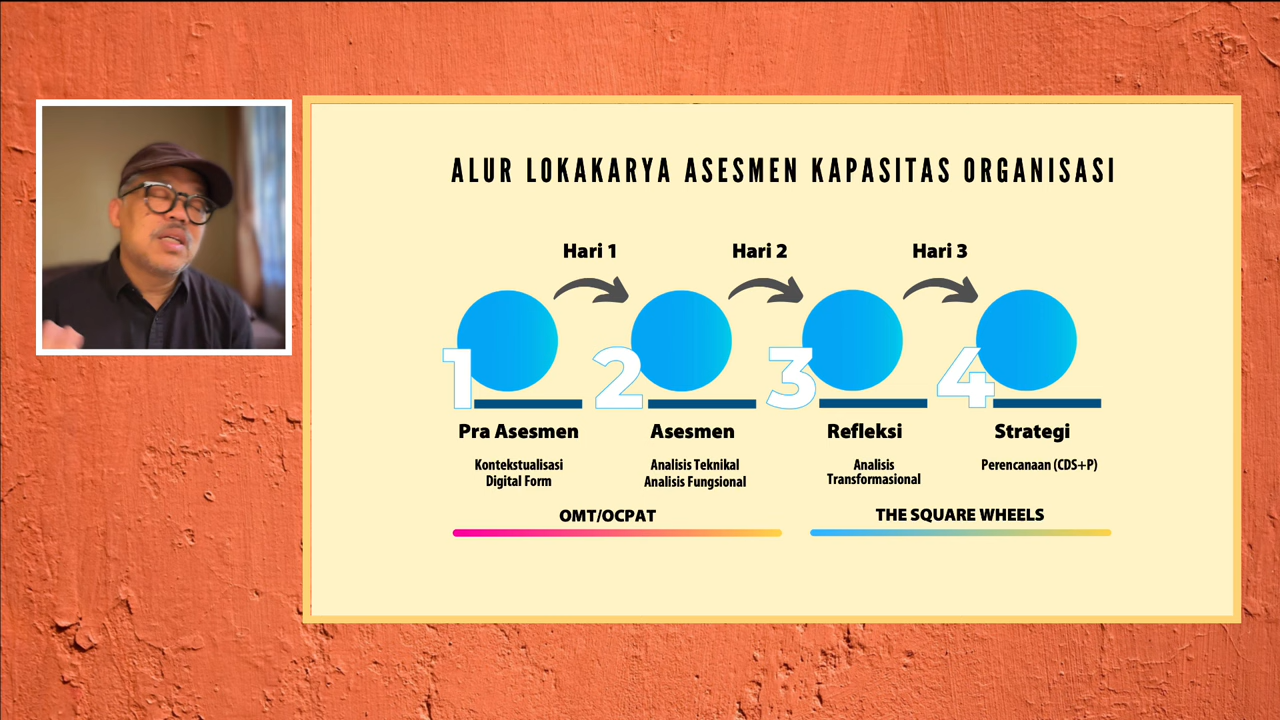 ALUR LOKAKARYA ASESMEN KAPASITAS ORGANISASI
Hari 1
Hari 2
Hari 3
1
2
3
4
Pra Asesmen
Asesmen
Refleksi
Strategi
Kontekstualisasi
Digital Form
Analisis Teknikal
Analisis Fungsional
Analisis
Transformasional
Perencanaan (CDS+P)
OMT/OCPAT
THE SQUARE WHEELS